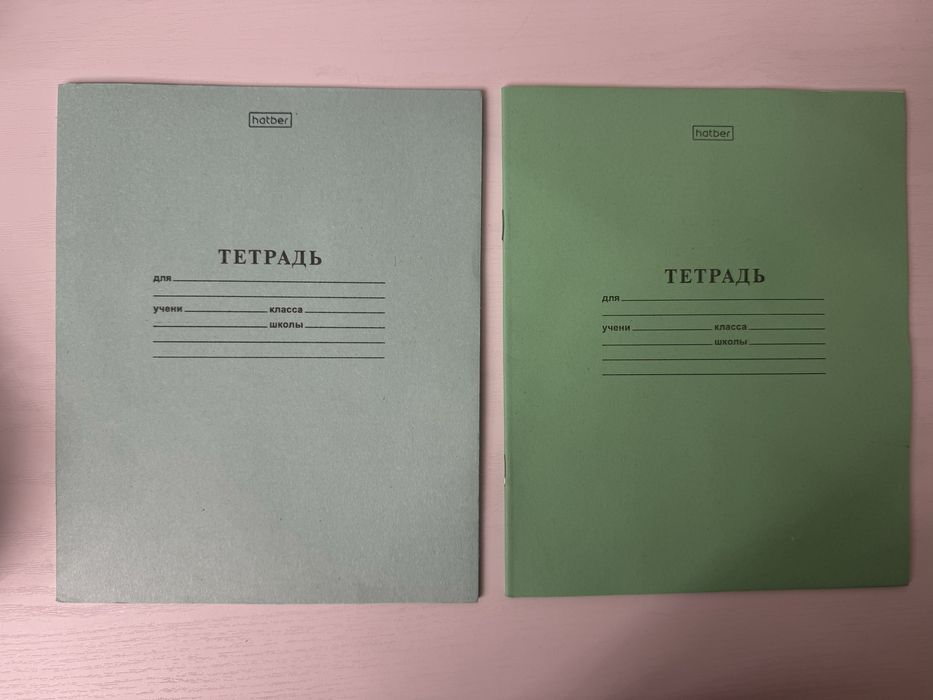 hatber
ТЕТРАДЬ
для
учени класса
школы
hatber
ТЕТРАДЬ
для
учени класса
школы